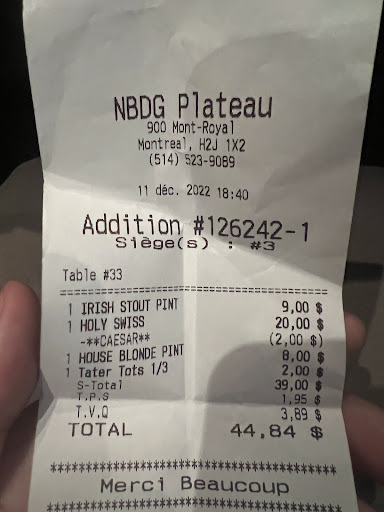 NBDG Plateau
900 Mont-Royal
Montreal, H2J 1X2
(514) 523-9089
11 déc. 2022 18:40
Addition #126242-1
Siège(s) : #3
Table #33
================================================
1 IRISH STOUT PINT 9,00 $
1 HOLY SWISS 20,00 $
-**CAESAR** (2,00 $)
1 HOUSE BLONDE PINT 8,00 $
1 Tater Tots 1/3 2,00 $
S-Total 39,00 $
T.P.S 1,95 $
T.V.Q 3,89 $
TOTAL 44,84 $
****************************************
Merci Beaucoup
****************************************